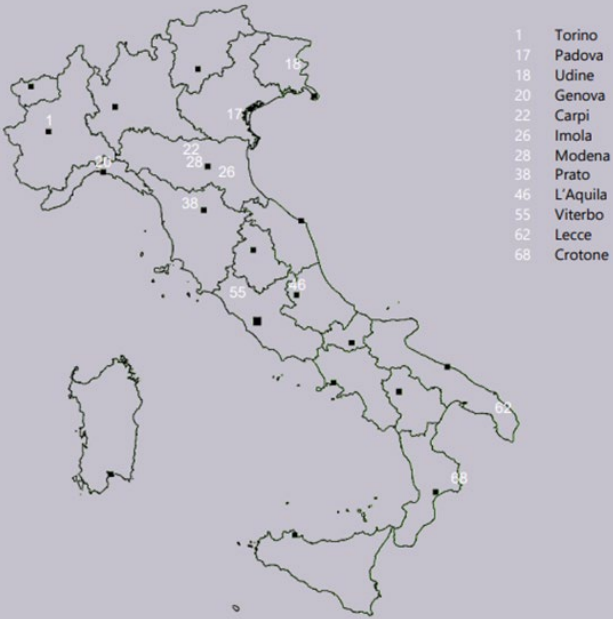 1 Torino
17 Padova
18 Udine
20 Genova
22 Carpi
26 Imola
28 Modena
38 Prato
46 L'Aquila
55 Viterbo
62 Lecce
68 Crotone
18
17
1
22
28
20
26
38
46
55
62
68